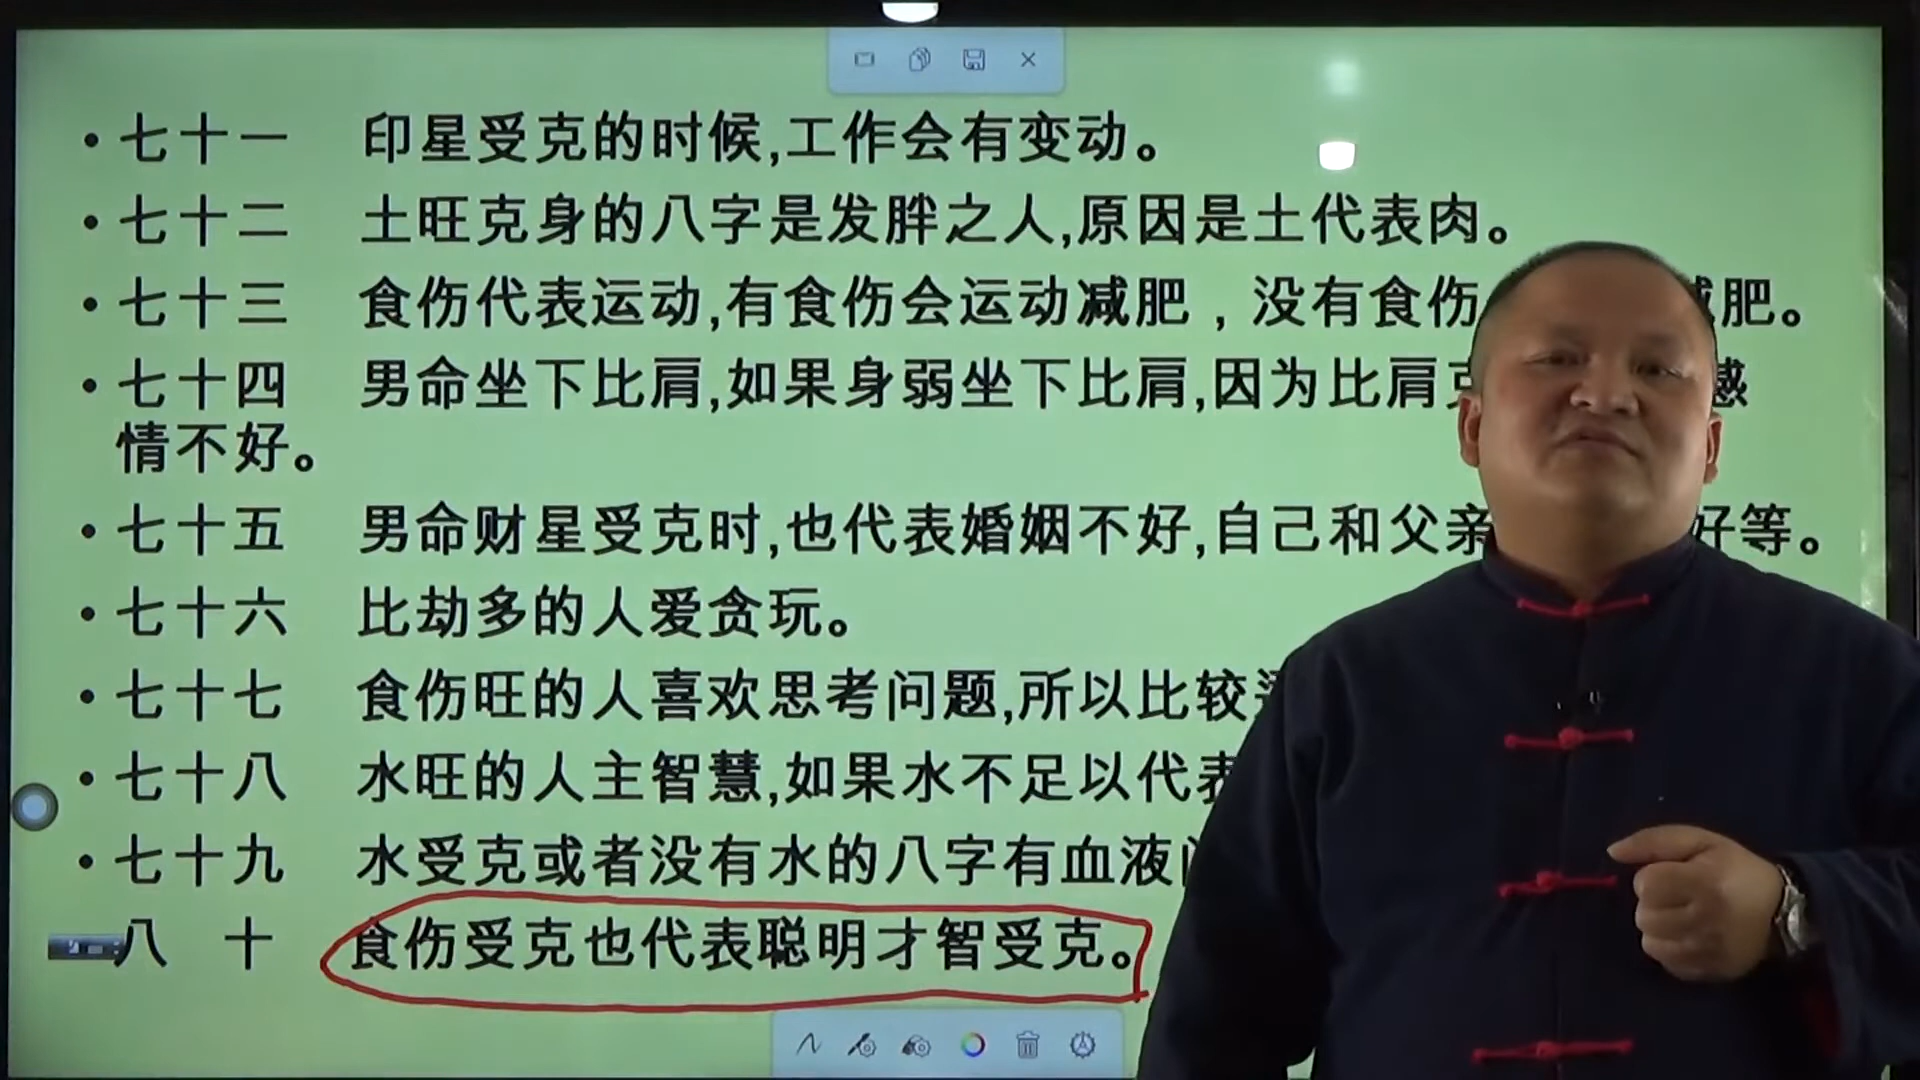 • 七十一 印星受克的时候,工作会有变动。
• 七十二 土旺克身的八字是发胖之人,原因是土代表肉。
• 七十三 食伤代表运动,有食伤会运动减肥，没有食伤 肥。
• 七十四 男命坐下比肩,如果身弱坐下比肩,因为比肩 感
情不好。
• 七十五 男命财星受克时,也代表婚姻不好,自己和父亲 好等。
• 七十六 比劫多的人爱贪玩。
• 七十七 食伤旺的人喜欢思考问题,所以比较
• 七十八 水旺的人主智慧,如果水不足以代表
• 七十九 水受克或者没有水的八字有血液
八 十 食伤受克也代表聪明才智受克。